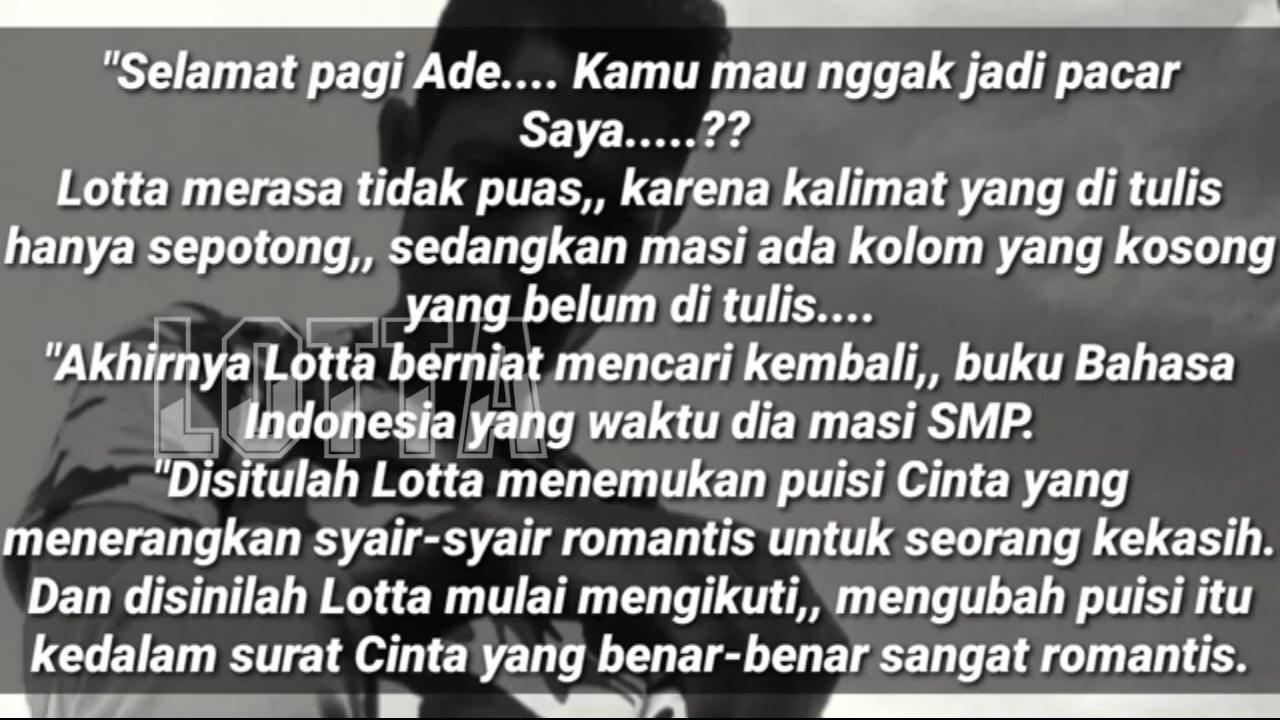 "Selamat pagi Ade.... Kamu mau nggak jadi pacar
Saya.....??
Lotta merasa tidak puas,, karena kalimat yang di tulis
hanya sepotong,, sedangkan masi ada kolom yang kosong
yang belum di tulis....
"Akhirnya Lotta berniat mencari kembali,, buku Bahasa
Indonesia yang waktu dia masi SMP.
"Disitulah Lotta menemukan puisi Cinta yang
menerangkan syair-syair romantis untuk seorang kekasih.
Dan disinilah Lotta mulai mengikuti,, mengubah puisi itu
kedalam surat Cinta yang benar-benar sangat romantis.
LOTTA